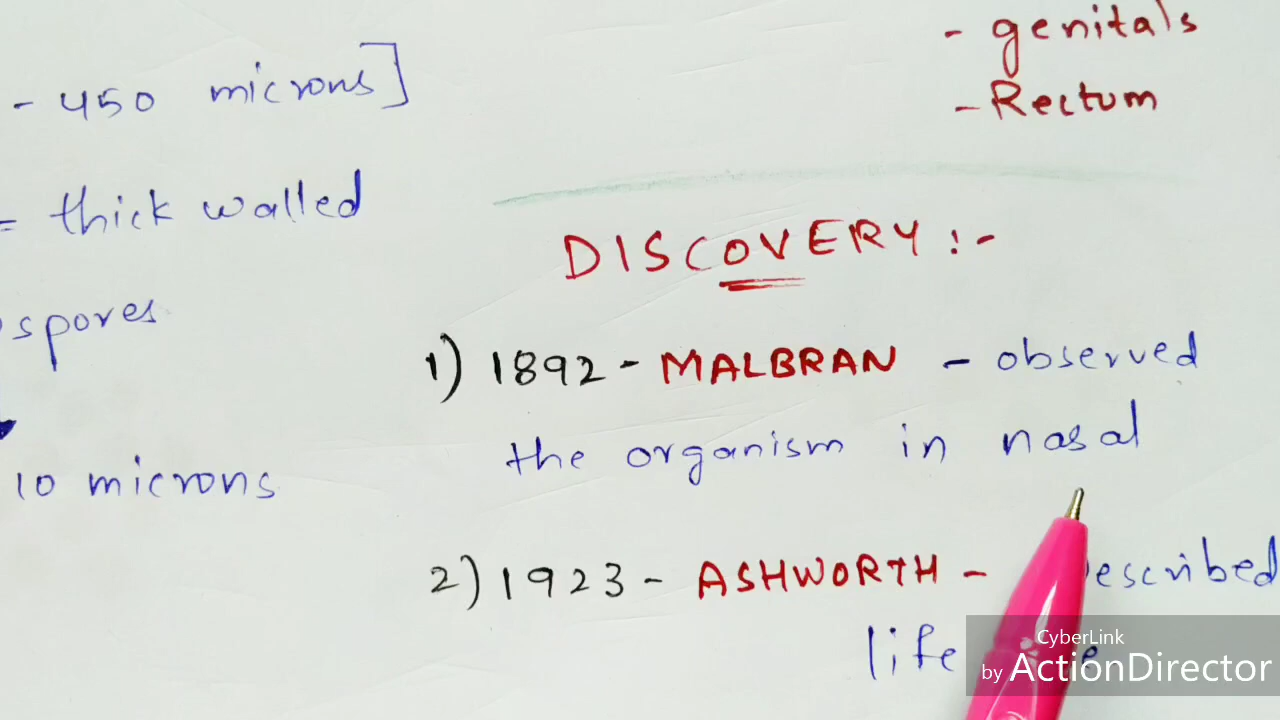 - 450 microns]
= thick walled
spores
10 microns
- genitals
- Rectum
DISCOVERY :-
1) 1892 - MALBRAN - observed
the organism in nasal
2) 1923 - ASHWORTH - escribed
life
CyberLink
by ActionDirector